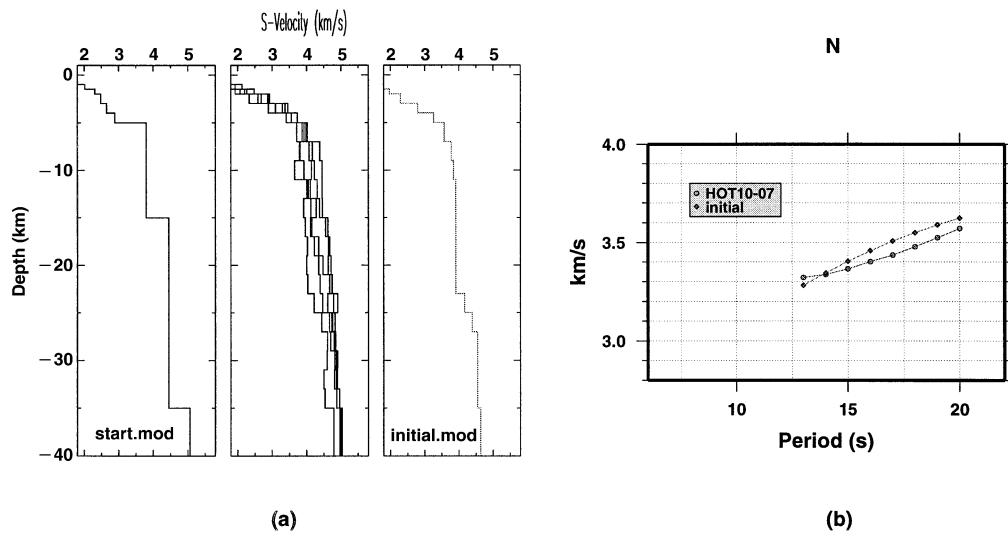 S-Velocity (km/s)
2 3 4 5 2 3 4 5 2 3 4 5
0
−10
−20
−30
−40
Depth (km)
start.mod
initial.mod
(a)
N
4.0
3.5
3.0
km/s
HOT10-07
initial
10 15 20
Period (s)
(b)